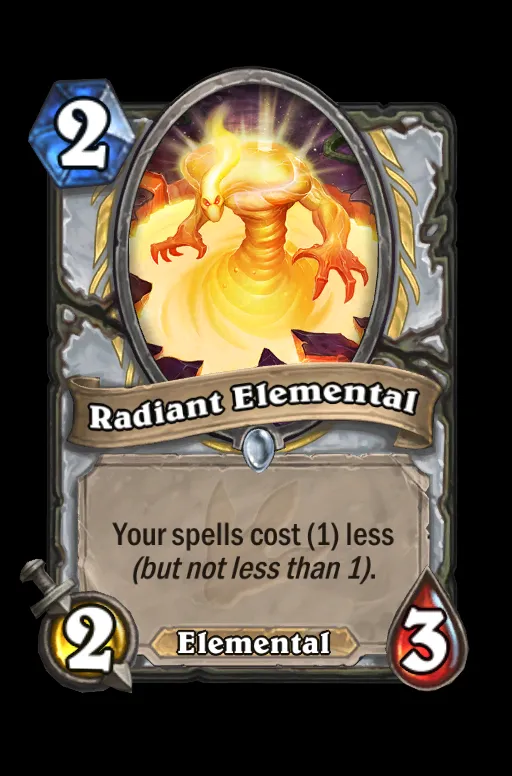 2
Radiant Elemental
Your spells cost (1) less
(but not less than 1).
Elemental
2
3